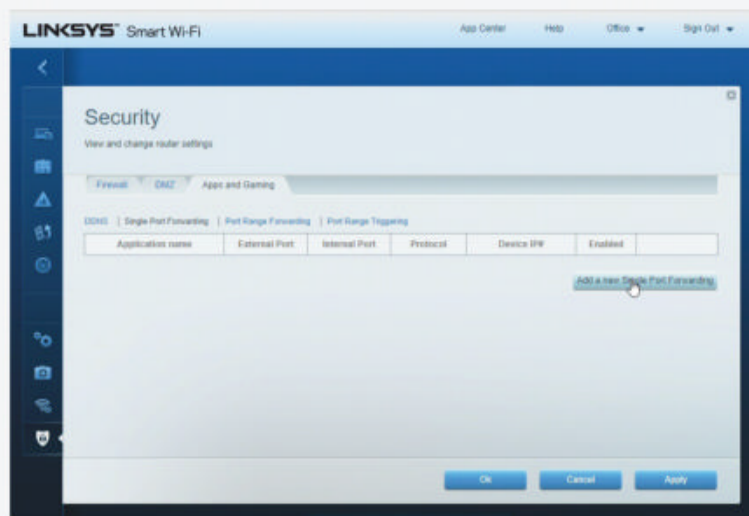 LINKSYS Smart Wi-Fi App Center Help Office Sign Out
Security
View and change router settings
Firewall DMZ Apps and Gaming
DDNS | Single Port Forwarding | Port Range Forwarding | Port Range Triggering
Application name External Port Internal Port Protocol Device IP# Enabled
Add a new Single Port Forwarding
Ok Cancel Apply